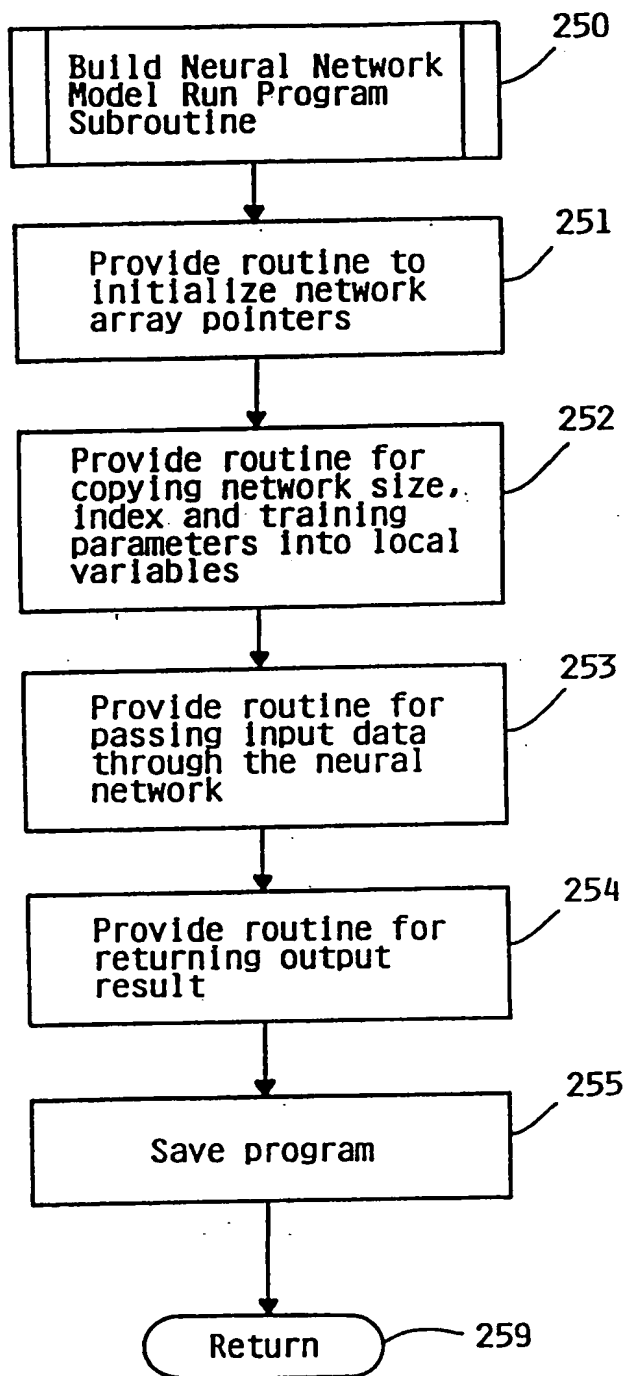 250
Build Neural Network
Model Run Program
Subroutine
251
Provide routine to
initialize network
array pointers
252
Provide routine for
copying network size,
index and training
parameters into local
variables
253
Provide routine for
passing input data
through the neural
network
254
Provide routine for
returning output
result
255
Save program
Return
259